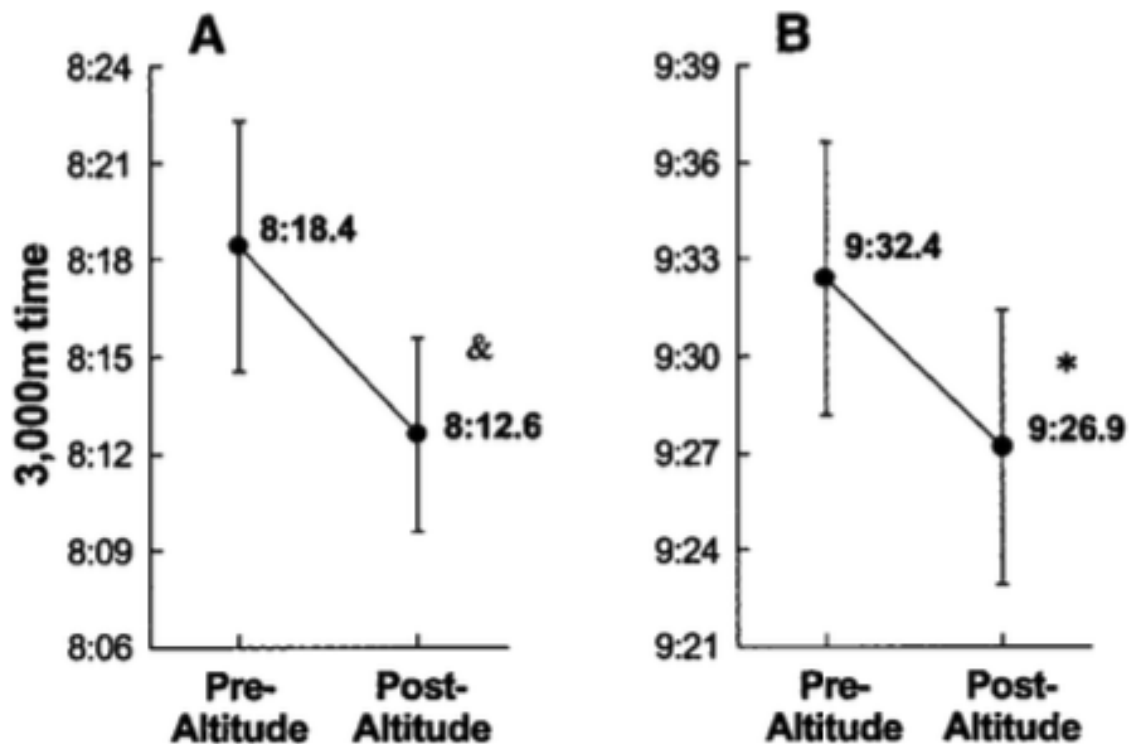 A
3,000m time
8:24
8:21
8:18
8:15
8:12
8:09
8:06
8:18.4
&
8:12.6
Pre-
Altitude
Post-
Altitude
B
9:39
9:36
9:33
9:30
9:27
9:24
9:21
9:32.4
*
9:26.9
Pre-
Altitude
Post-
Altitude